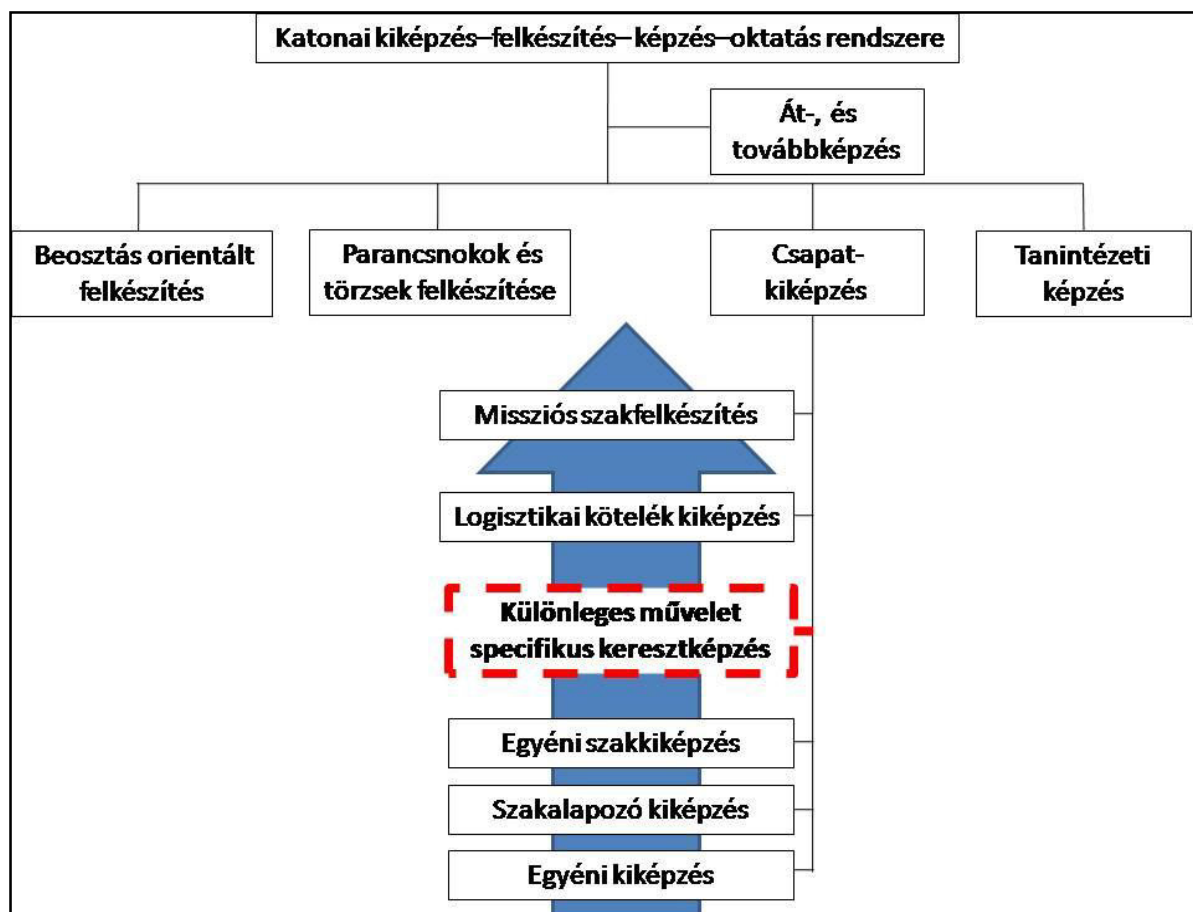 Katonai kiképzés–felkészítés– képzés–oktatás rendszere
Át-, és
továbbképzés
Beosztás orientált
felkészítés
Parancsnokok és
törzsek felkészítése
Csapat-
kiképzés
Tanintézeti
képzés
Missziós szakfelkészítés
Logisztikai kötelék kiképzés
Különleges művelet
specifikus keresztképzés
Egyéni szakkiképzés
Szakalapozó kiképzés
Egyéni kiképzés